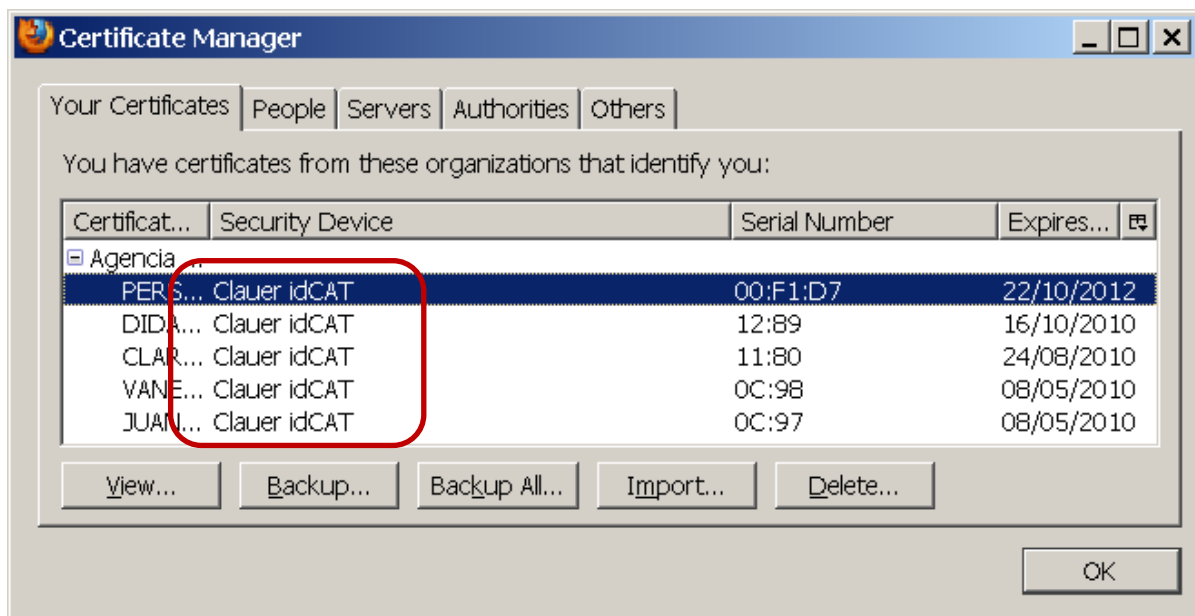 Certificate Manager
Your Certificates People Servers Authorities Others
You have certificates from these organizations that identify you:
Certificat... Security Device Serial Number Expires...
Agencia ...
PERS... Clauer idCAT 00:F1:D7 22/10/2012
DIDA... Clauer idCAT 12:89 16/10/2010
CLAR... Clauer idCAT 11:80 24/08/2010
VANE... Clauer idCAT 0C:98 08/05/2010
JUAN... Clauer idCAT 0C:97 08/05/2010
View... Backup... Backup All... Import... Delete...
OK